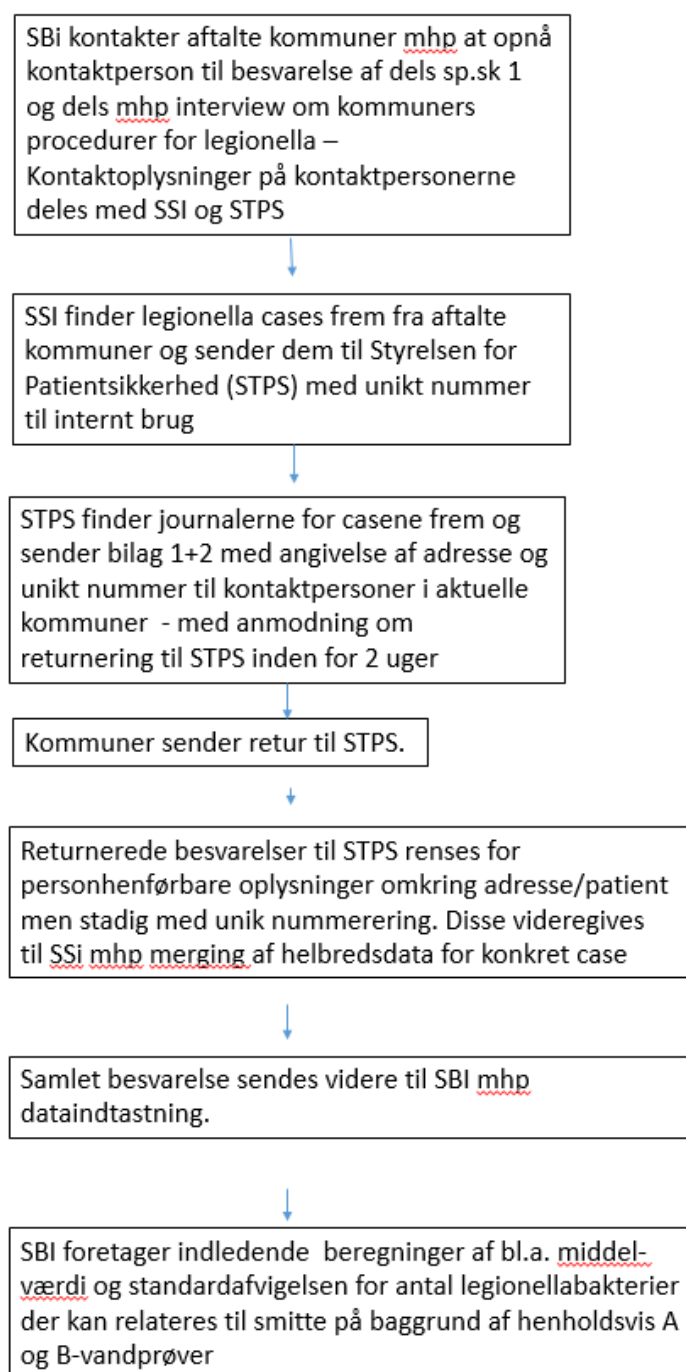 SBi kontakter aftalte kommuner mhp at opnå
kontaktperson til besvarelse af dels sp.sk 1
og dels mhp interview om kommuners
procedurer for legionella –
Kontaktoplysninger på kontaktpersonerne
deles med SSI og STPS
SSI finder legionella cases frem fra aftalte
kommuner og sender dem til Styrelsen for
Patientsikkerhed (STPS) med unikt nummer
til internt brug
STPS finder journalerne for casene frem og
sender bilag 1+2 med angivelse af adresse og
unikt nummer til kontaktpersoner i aktuelle
kommuner - med anmodning om
returnering til STPS inden for 2 uger
Kommuner sender retur til STPS.
Returnerede besvarelser til STPS renses for
personhenførbare oplysninger omkring adresse/patient
men stadig med unik nummerering. Disse videregives
til SSi mhp merging af helbredsdata for konkret case
Samlet besvarelse sendes videre til SBI mhp
dataindtastning.
SBI foretager indledende beregninger af bl.a. middel-
værdi og standardafvigelsen for antal legionellabakterier
der kan relateres til smitte på baggrund af henholdsvis A
og B-vandprøver